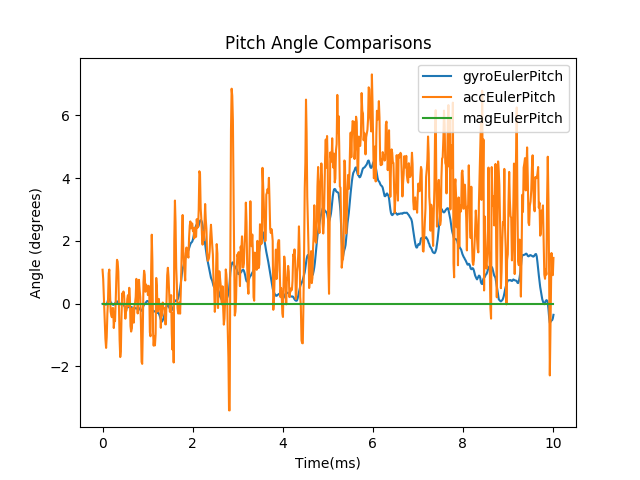 Pitch Angle Comparisons
gyroEulerPitch
accEulerPitch
magEulerPitch
Angle (degrees)
6
4
2
0
−2
0
2
4
6
8
10
Time(ms)